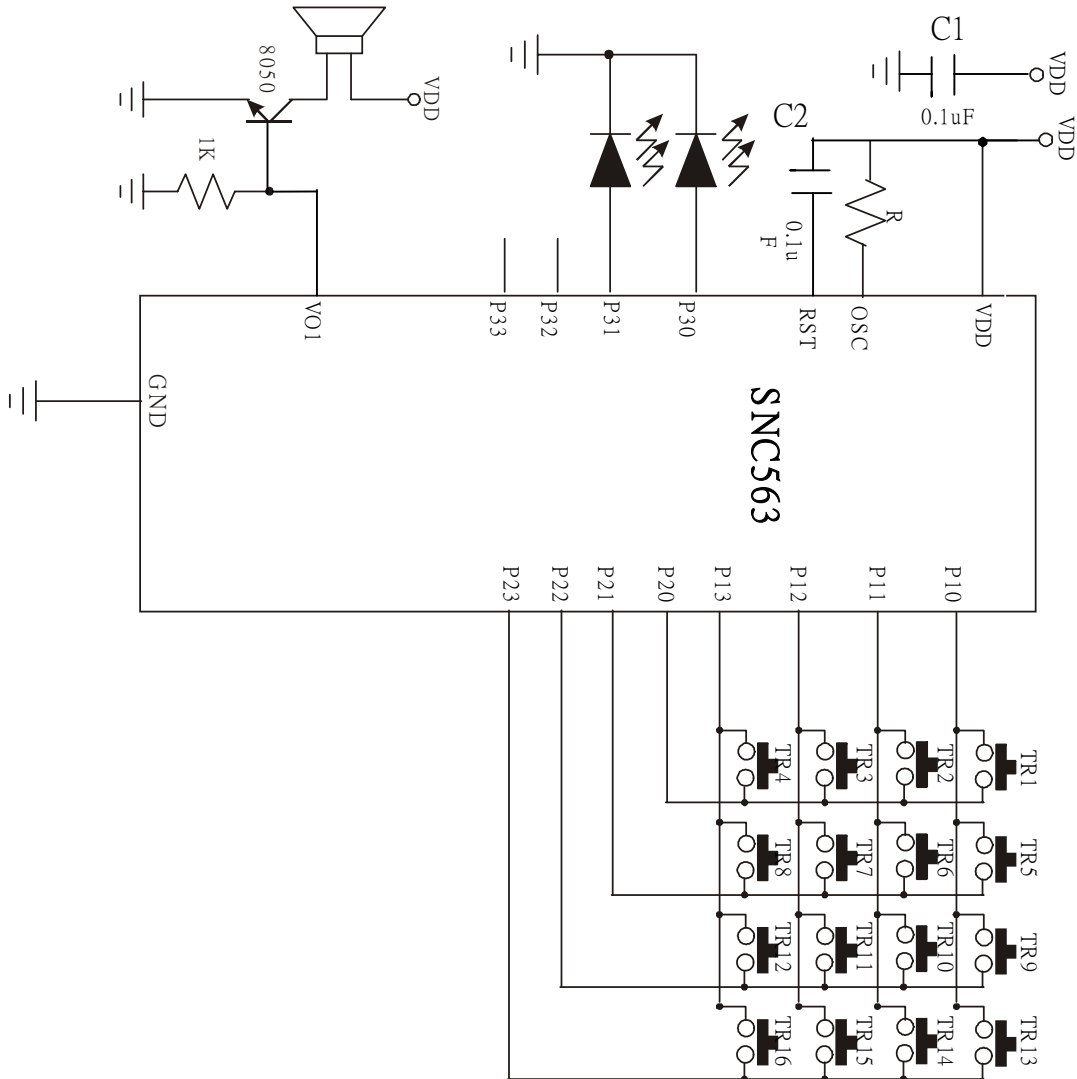 C1
VDD
0.1uF
VDD
C2
8050
VDD
1K
R
0.1u
F
VO1
P33
P32
P31
P30
RST
OSC
VDD
GND
SNC563
P23
P22
P21
P20
P13
P12
P11
P10
TR4
TR3
TR2
TR1
TR8
TR7
TR6
TR5
TR12
TR11
TR10
TR9
TR16
TR15
TR14
TR13